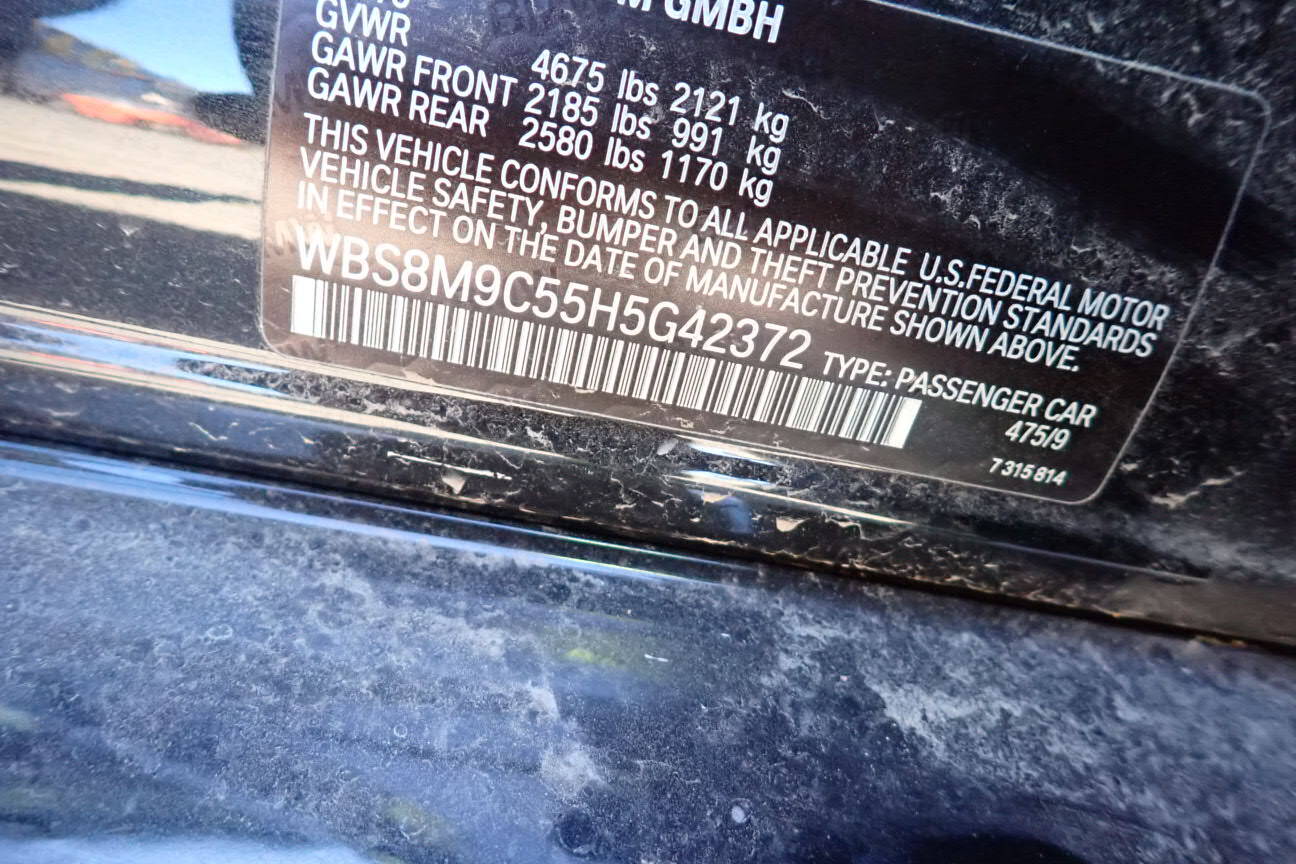 M GMBH
GVWR 4675 lbs 2121 kg
GAWR FRONT 2185 lbs 991 kg
GAWR REAR 2580 lbs 1170 kg
THIS VEHICLE CONFORMS TO ALL APPLICABLE U.S.FEDERAL MOTOR
VEHICLE SAFETY, BUMPER AND THEFT PREVENTION STANDARDS
IN EFFECT ON THE DATE OF MANUFACTURE SHOWN ABOVE.
WBS8M9C55H5G42372
TYPE: PASSENGER CAR
475/9
7 315 814